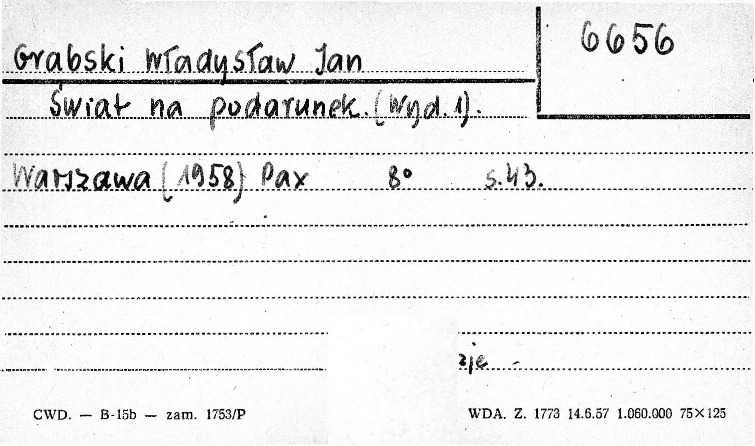 6656
Grabski Władysław Jan
Świat na podarunek. (Wyd. 1).
Warszawa (1958) Pax 8° s. 43.
zje -
CWD. — B-15b — zam. 1753/P
WDA. Z. 1773 14.6.57 1.060.000 75×125